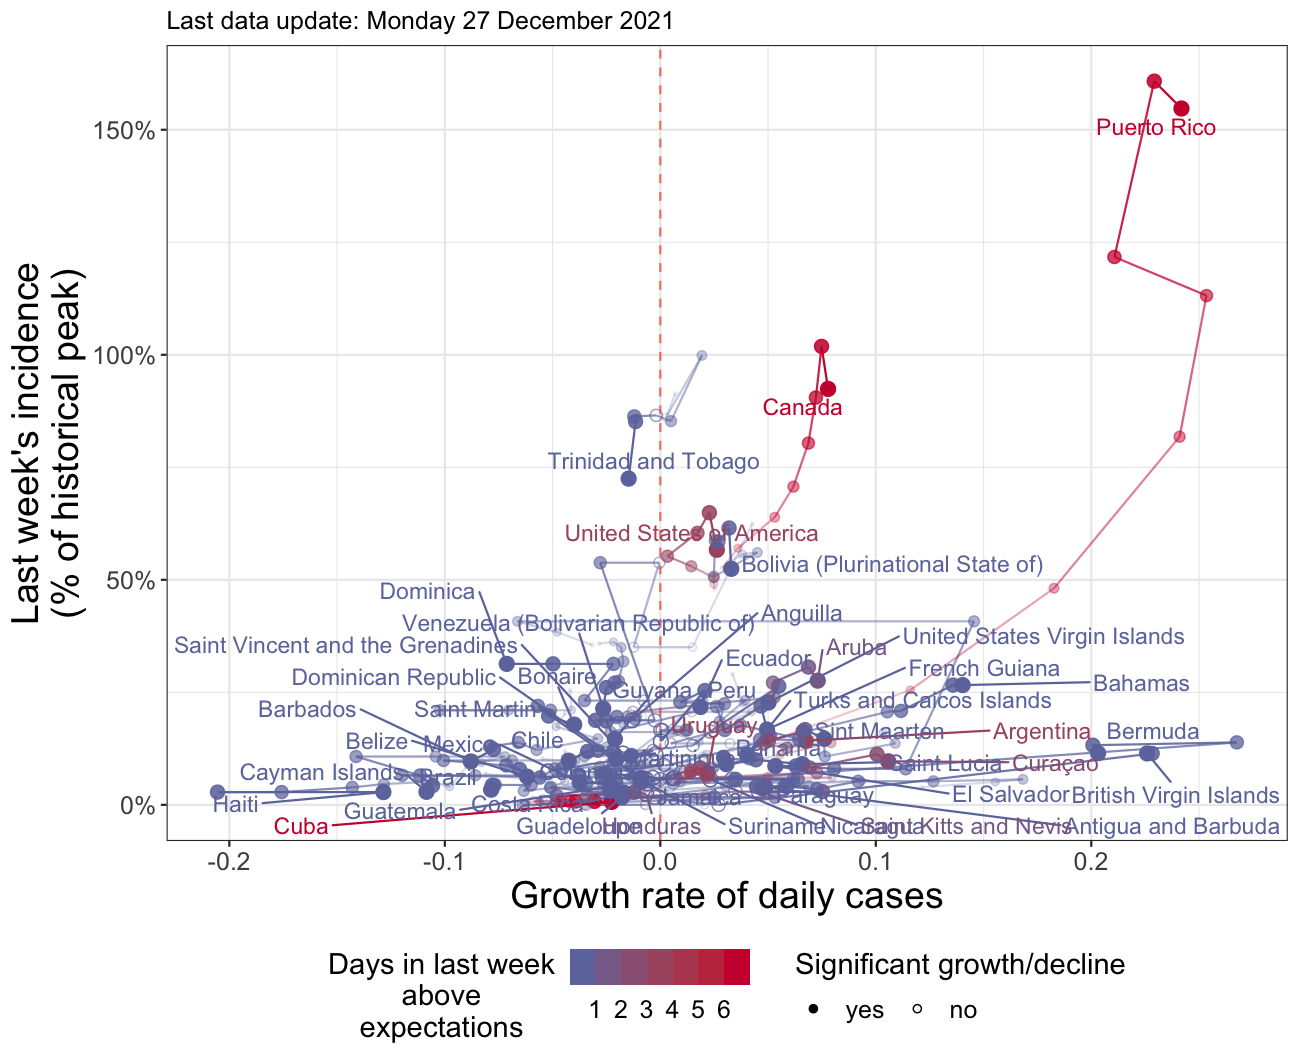 Last data update: Monday 27 December 2021
Last week's incidence
(% of historical peak)
150%
100%
50%
0%
Puerto Rico
Canada
Trinidad and Tobago
United States of America
Bolivia (Plurinational State of)
Dominica
Anguilla
Venezuela (Bolivarian Republic of)
United States Virgin Islands
Saint Vincent and the Grenadines
Aruba
Ecuador
French Guiana
Dominican Republic
Bonaire
Bahamas
Guyana
Peru
Turks and Caicos Islands
Barbados
Saint Martin
Uruguay
Sint Maarten
Argentina
Bermuda
Belize
Mexico
Chile
Panama
Saint Lucia
Curaçao
Cayman Islands
Brazil
El Salvador
British Virgin Islands
Haiti
Guatemala
Costa Rica
Jamaica
Paraguay
Cuba
Guadeloupe
Honduras
Suriname
Nicaragua
Saint Kitts and Nevis
Antigua and Barbuda
-0.2
-0.1
0.0
0.1
0.2
Growth rate of daily cases
Days in last week
above
expectations
1 2 3 4 5 6
Significant growth/decline
yes
no